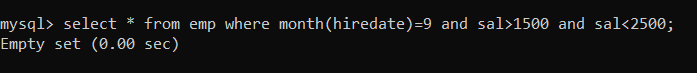 mysql> select * from emp where month(hiredate)=9 and sal>1500 and sal<2500;
Empty set (0.00 sec)